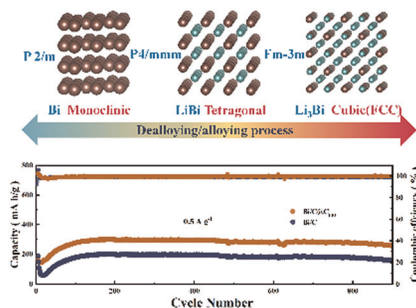 P 2/m P4/mmm Fm-3m
Bi Monoclinic LiBi Tetragonal Li₃Bi Cubic(FCC)
Dealloying/alloying process
Capacity (mA h/g)
800
600
400
200
0
0.5 A g⁻¹
Bi/C
100
80
60
40
20
0
Coulombic efficiency (%)
0 200 400 600 800
Cycle Number